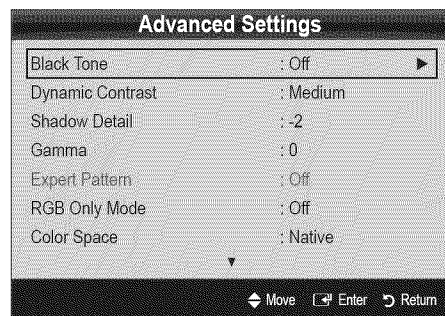 Advanced Settings
Black Tone : Off ▶
Dynamic Contrast : Medium
Shadow Detail : -2
Gamma : 0
Expert Pattern : Off
RGB Only Mode : Off
Color Space : Native
▼
Move Enter Return